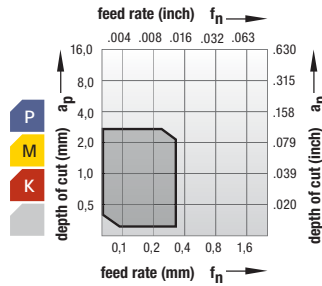 feed rate (inch) fn
.004 .008 .016 .032 .063
16,0 .630
8,0 .315
4,0 .158
2,0 .079
1,0 .039
0,5 .020
depth of cut (mm) ap
depth of cut (inch) ap
P
M
K
0,1 0,2 0,4 0,8 1,6
feed rate (mm) fn